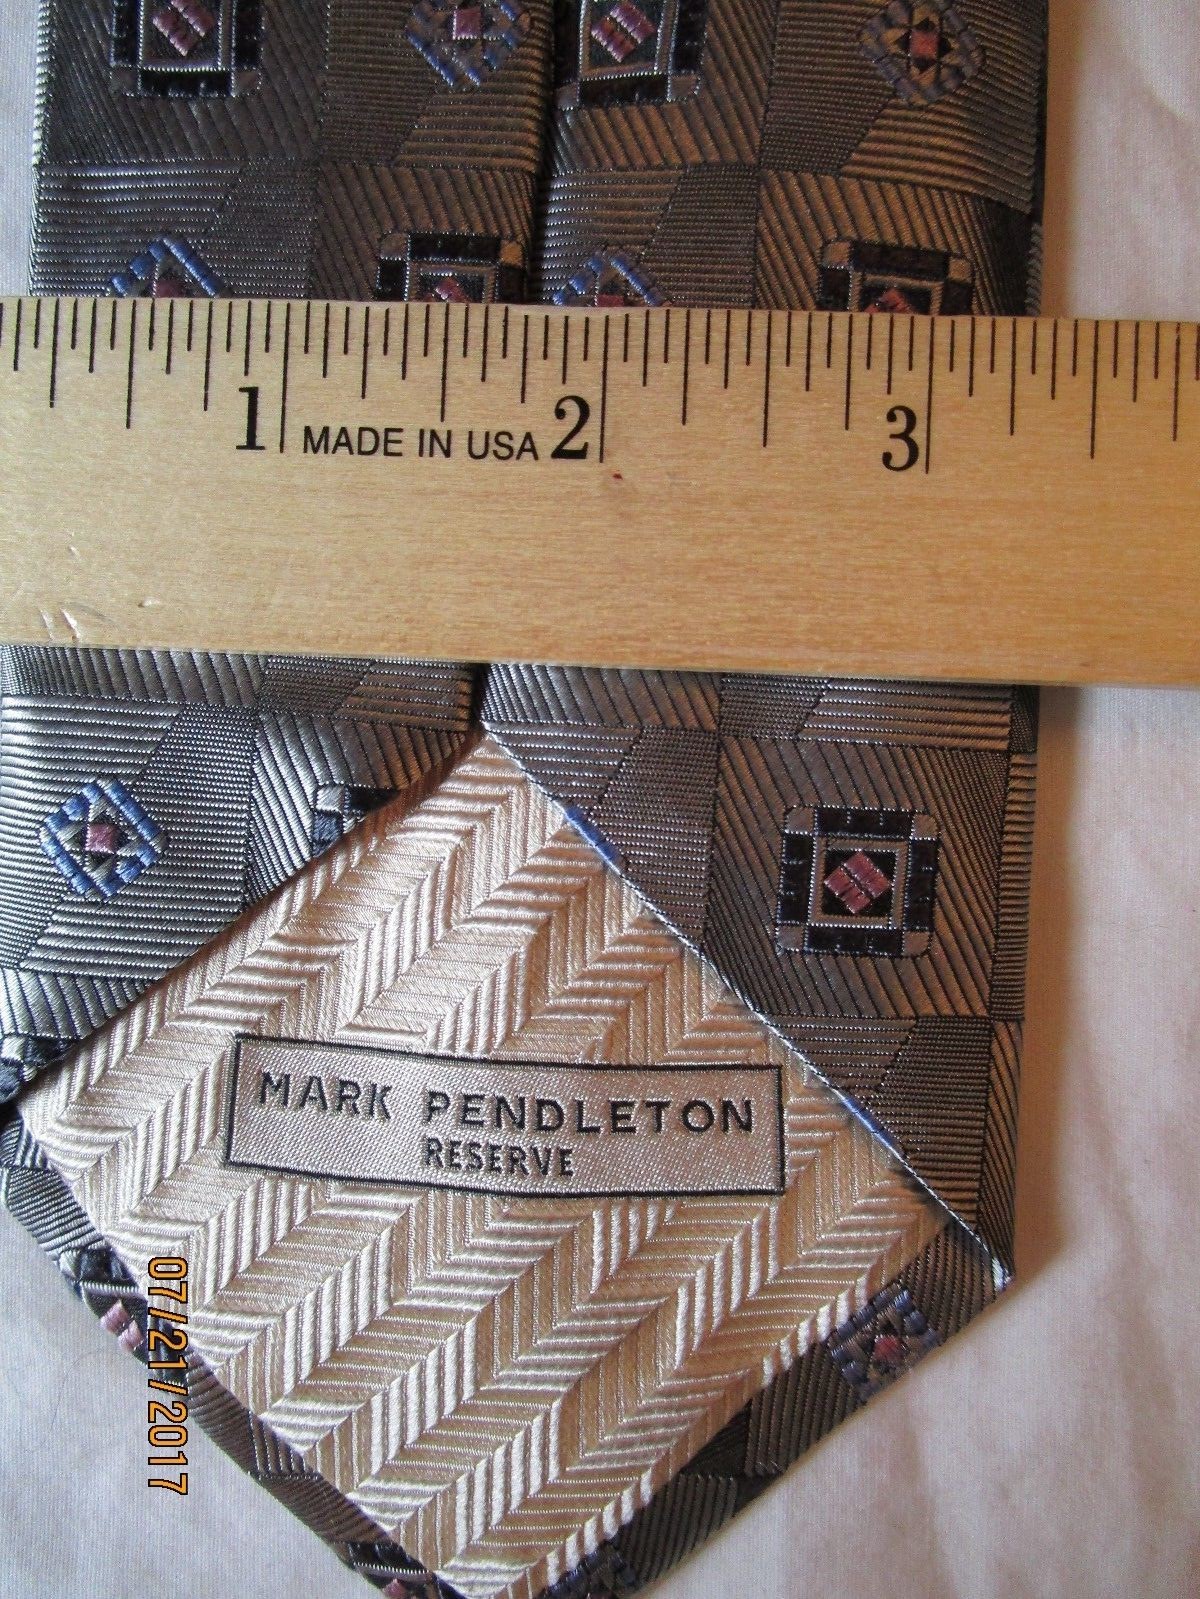 1 MADE IN USA 2 3
MARK PENDLETON
RESERVE
07/21/2017